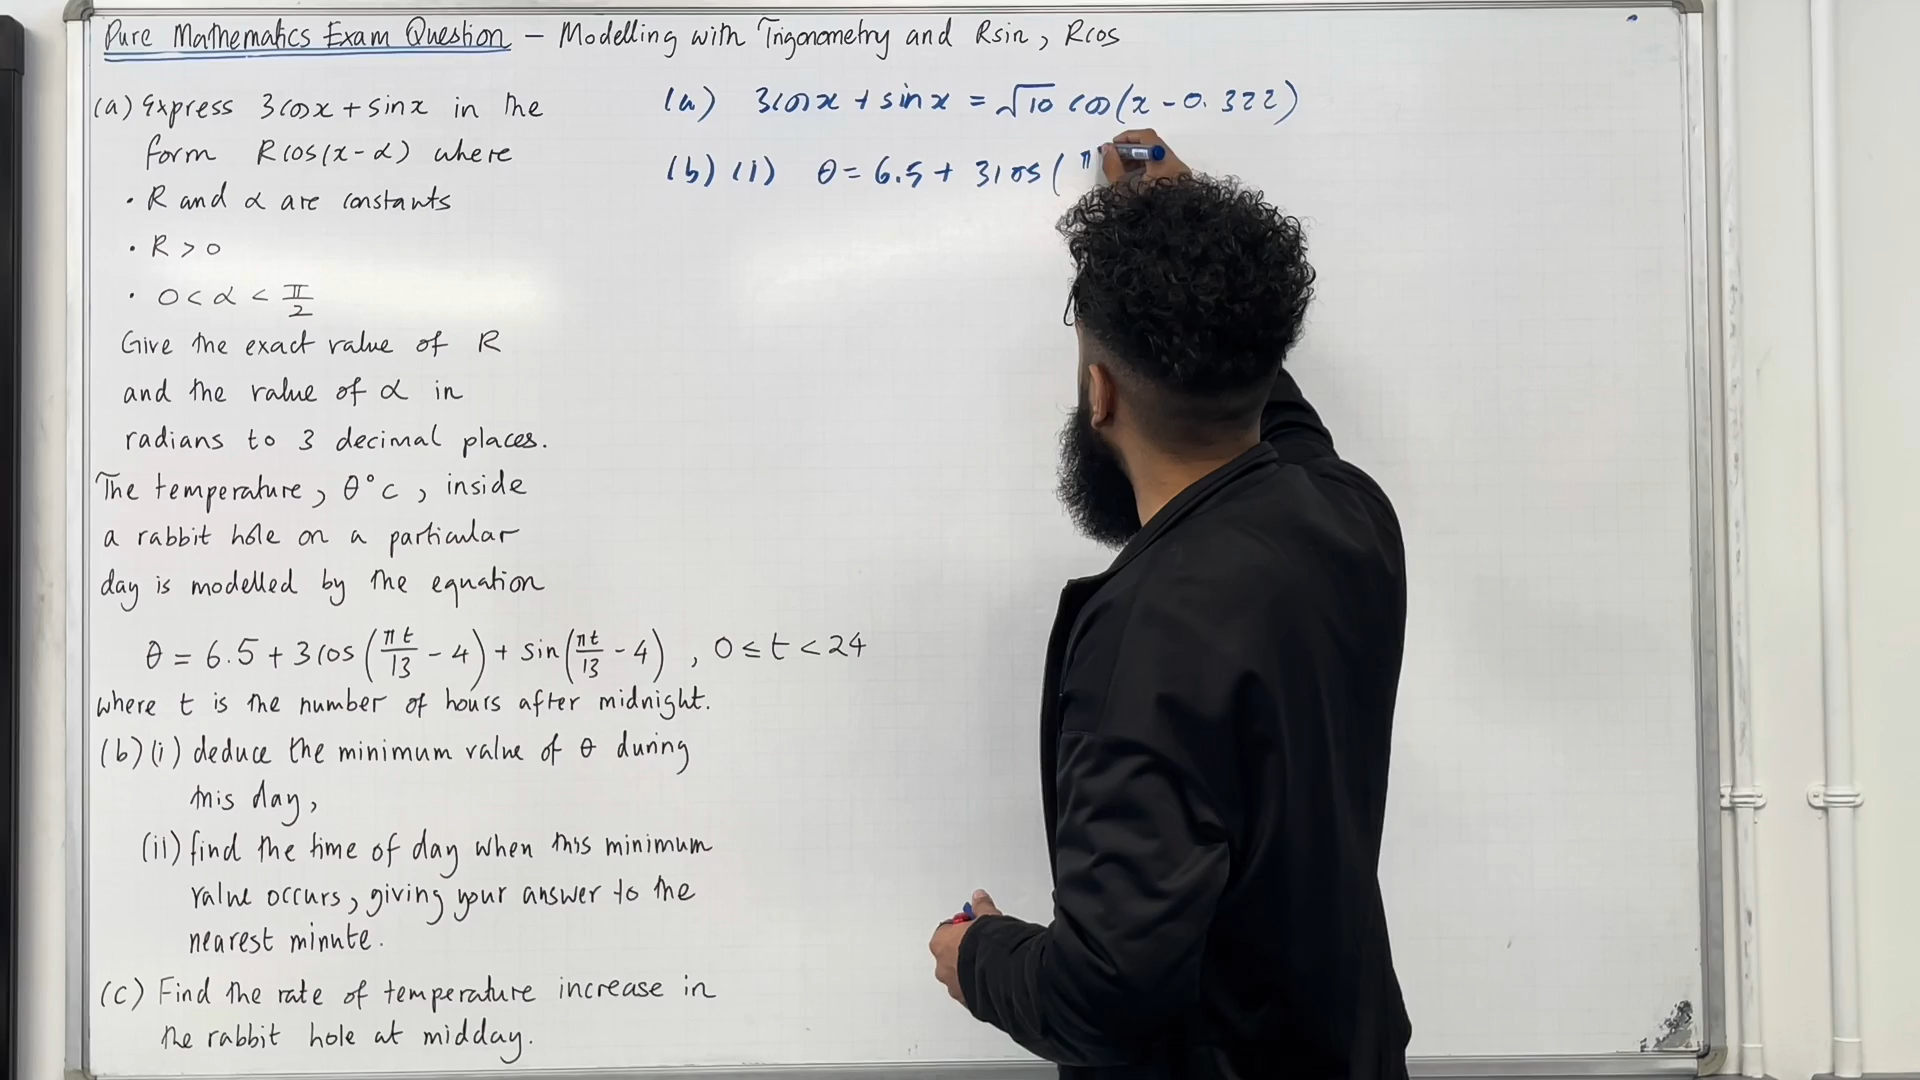 Pure Mathematics Exam Question – Modelling with Trigonometry and Rsin, Rcos
(a) Express 3cosx + sinx in the
form Rcos(x-α) where
• R and α are constants
• R > 0
• 0 < α < π/2
Give the exact value of R
and the value of α in
radians to 3 decimal places.
The temperature, θ°c, inside
a rabbit hole on a particular
day is modelled by the equation
θ = 6.5 + 3cos(πt/13 - 4) + sin(πt/13 - 4), 0 ≤ t < 24
where t is the number of hours after midnight.
(b) (i) deduce the minimum value of θ during
this day,
(ii) find the time of day when this minimum
value occurs, giving your answer to the
nearest minute.
(c) Find the rate of temperature increase in
the rabbit hole at midday.
(a) 3cosx + sinx = √10 cos(x - 0.322)
(b) (i) θ = 6.5 + 3cos( π